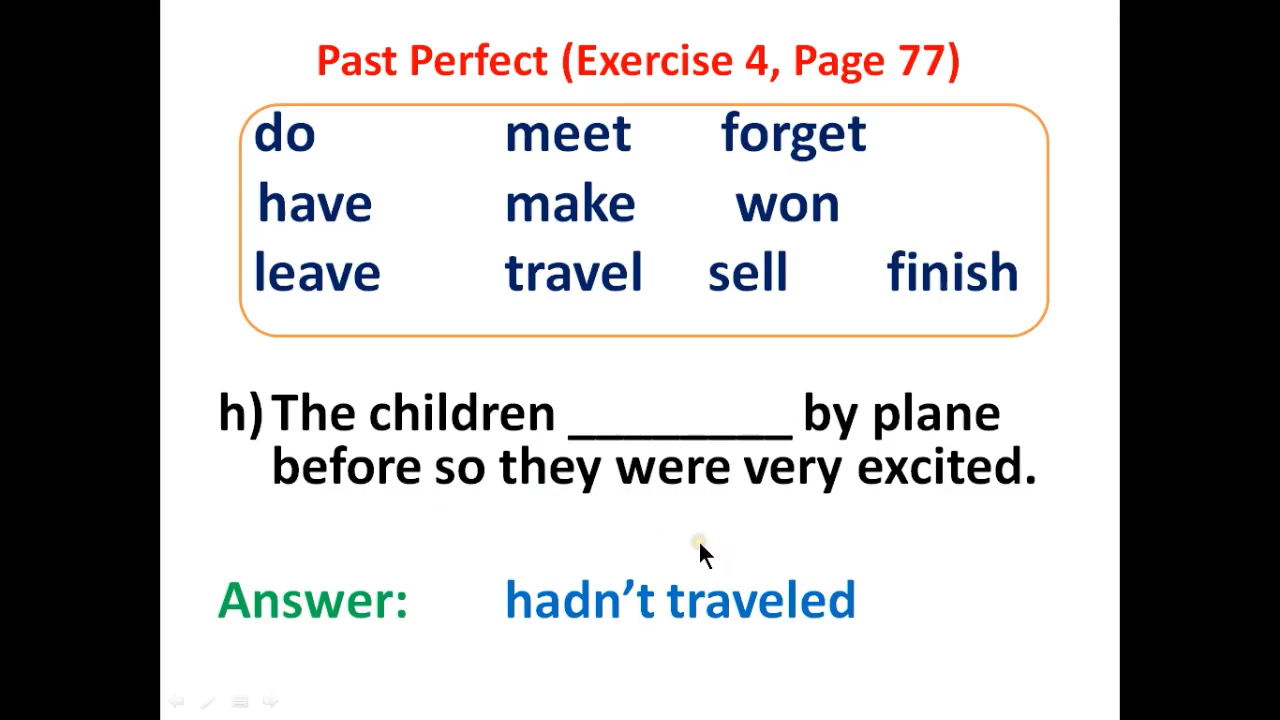 Past Perfect (Exercise 4, Page 77)
do meet forget
have make won
leave travel sell finish
h) The children ________ by plane
before so they were very excited.
Answer: hadn’t traveled